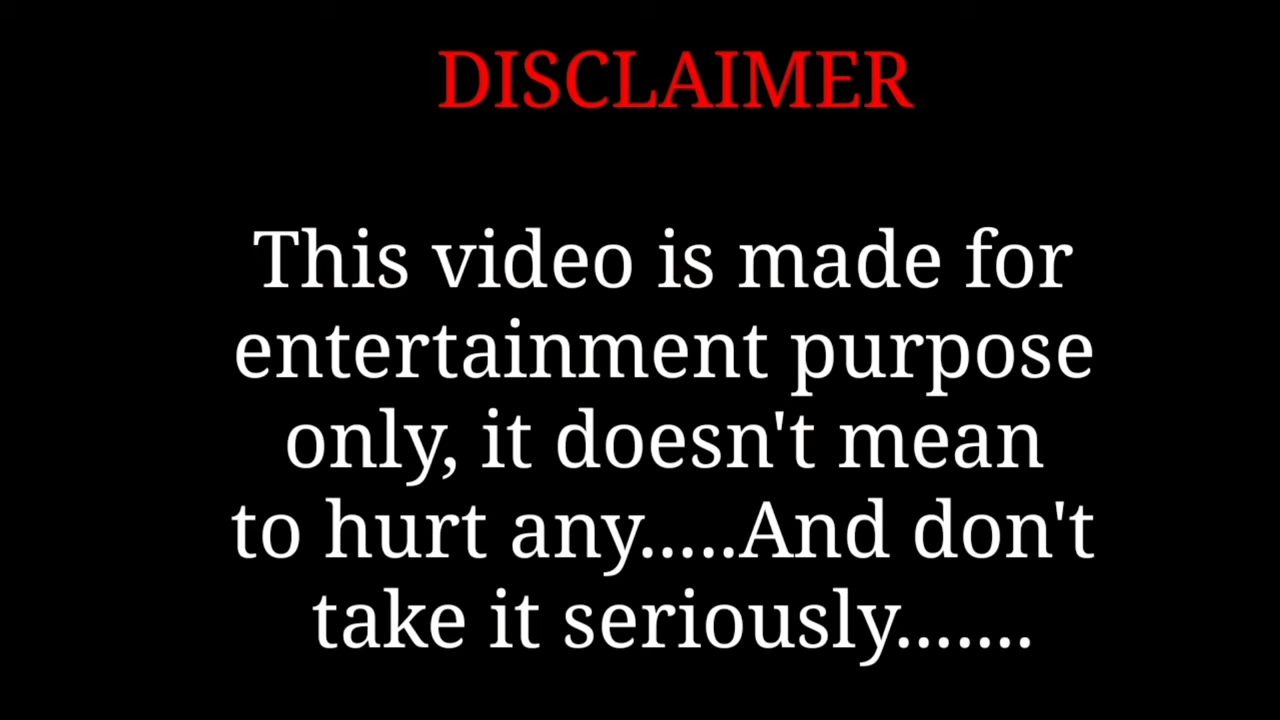 DISCLAIMER
This video is made for
entertainment purpose
only, it doesn't mean
to hurt any.....And don't
take it seriously.......